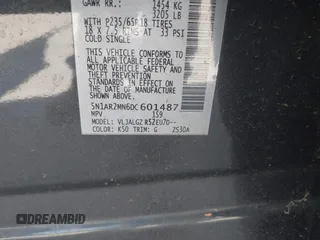 GAWR RR.: 1454 KG
3205 LB
WITH P235/65R18 TIRES
18 X 7.5 RIMS AT 33 PSI
COLD SINGLE
THIS VEHICLE CONFORMS TO
ALL APPLICABLE FEDERAL
MOTOR VEHICLE SAFETY AND
THEFT PREVENTION STANDARDS
IN EFFECT ON THE DATE OF
MANUFACTURE SHOWN ABOVE.
5N1AR2MN6DC601487
MPV 159
MODEL:
COLOR: K50 TRIM: G 2530A
DREAMBID